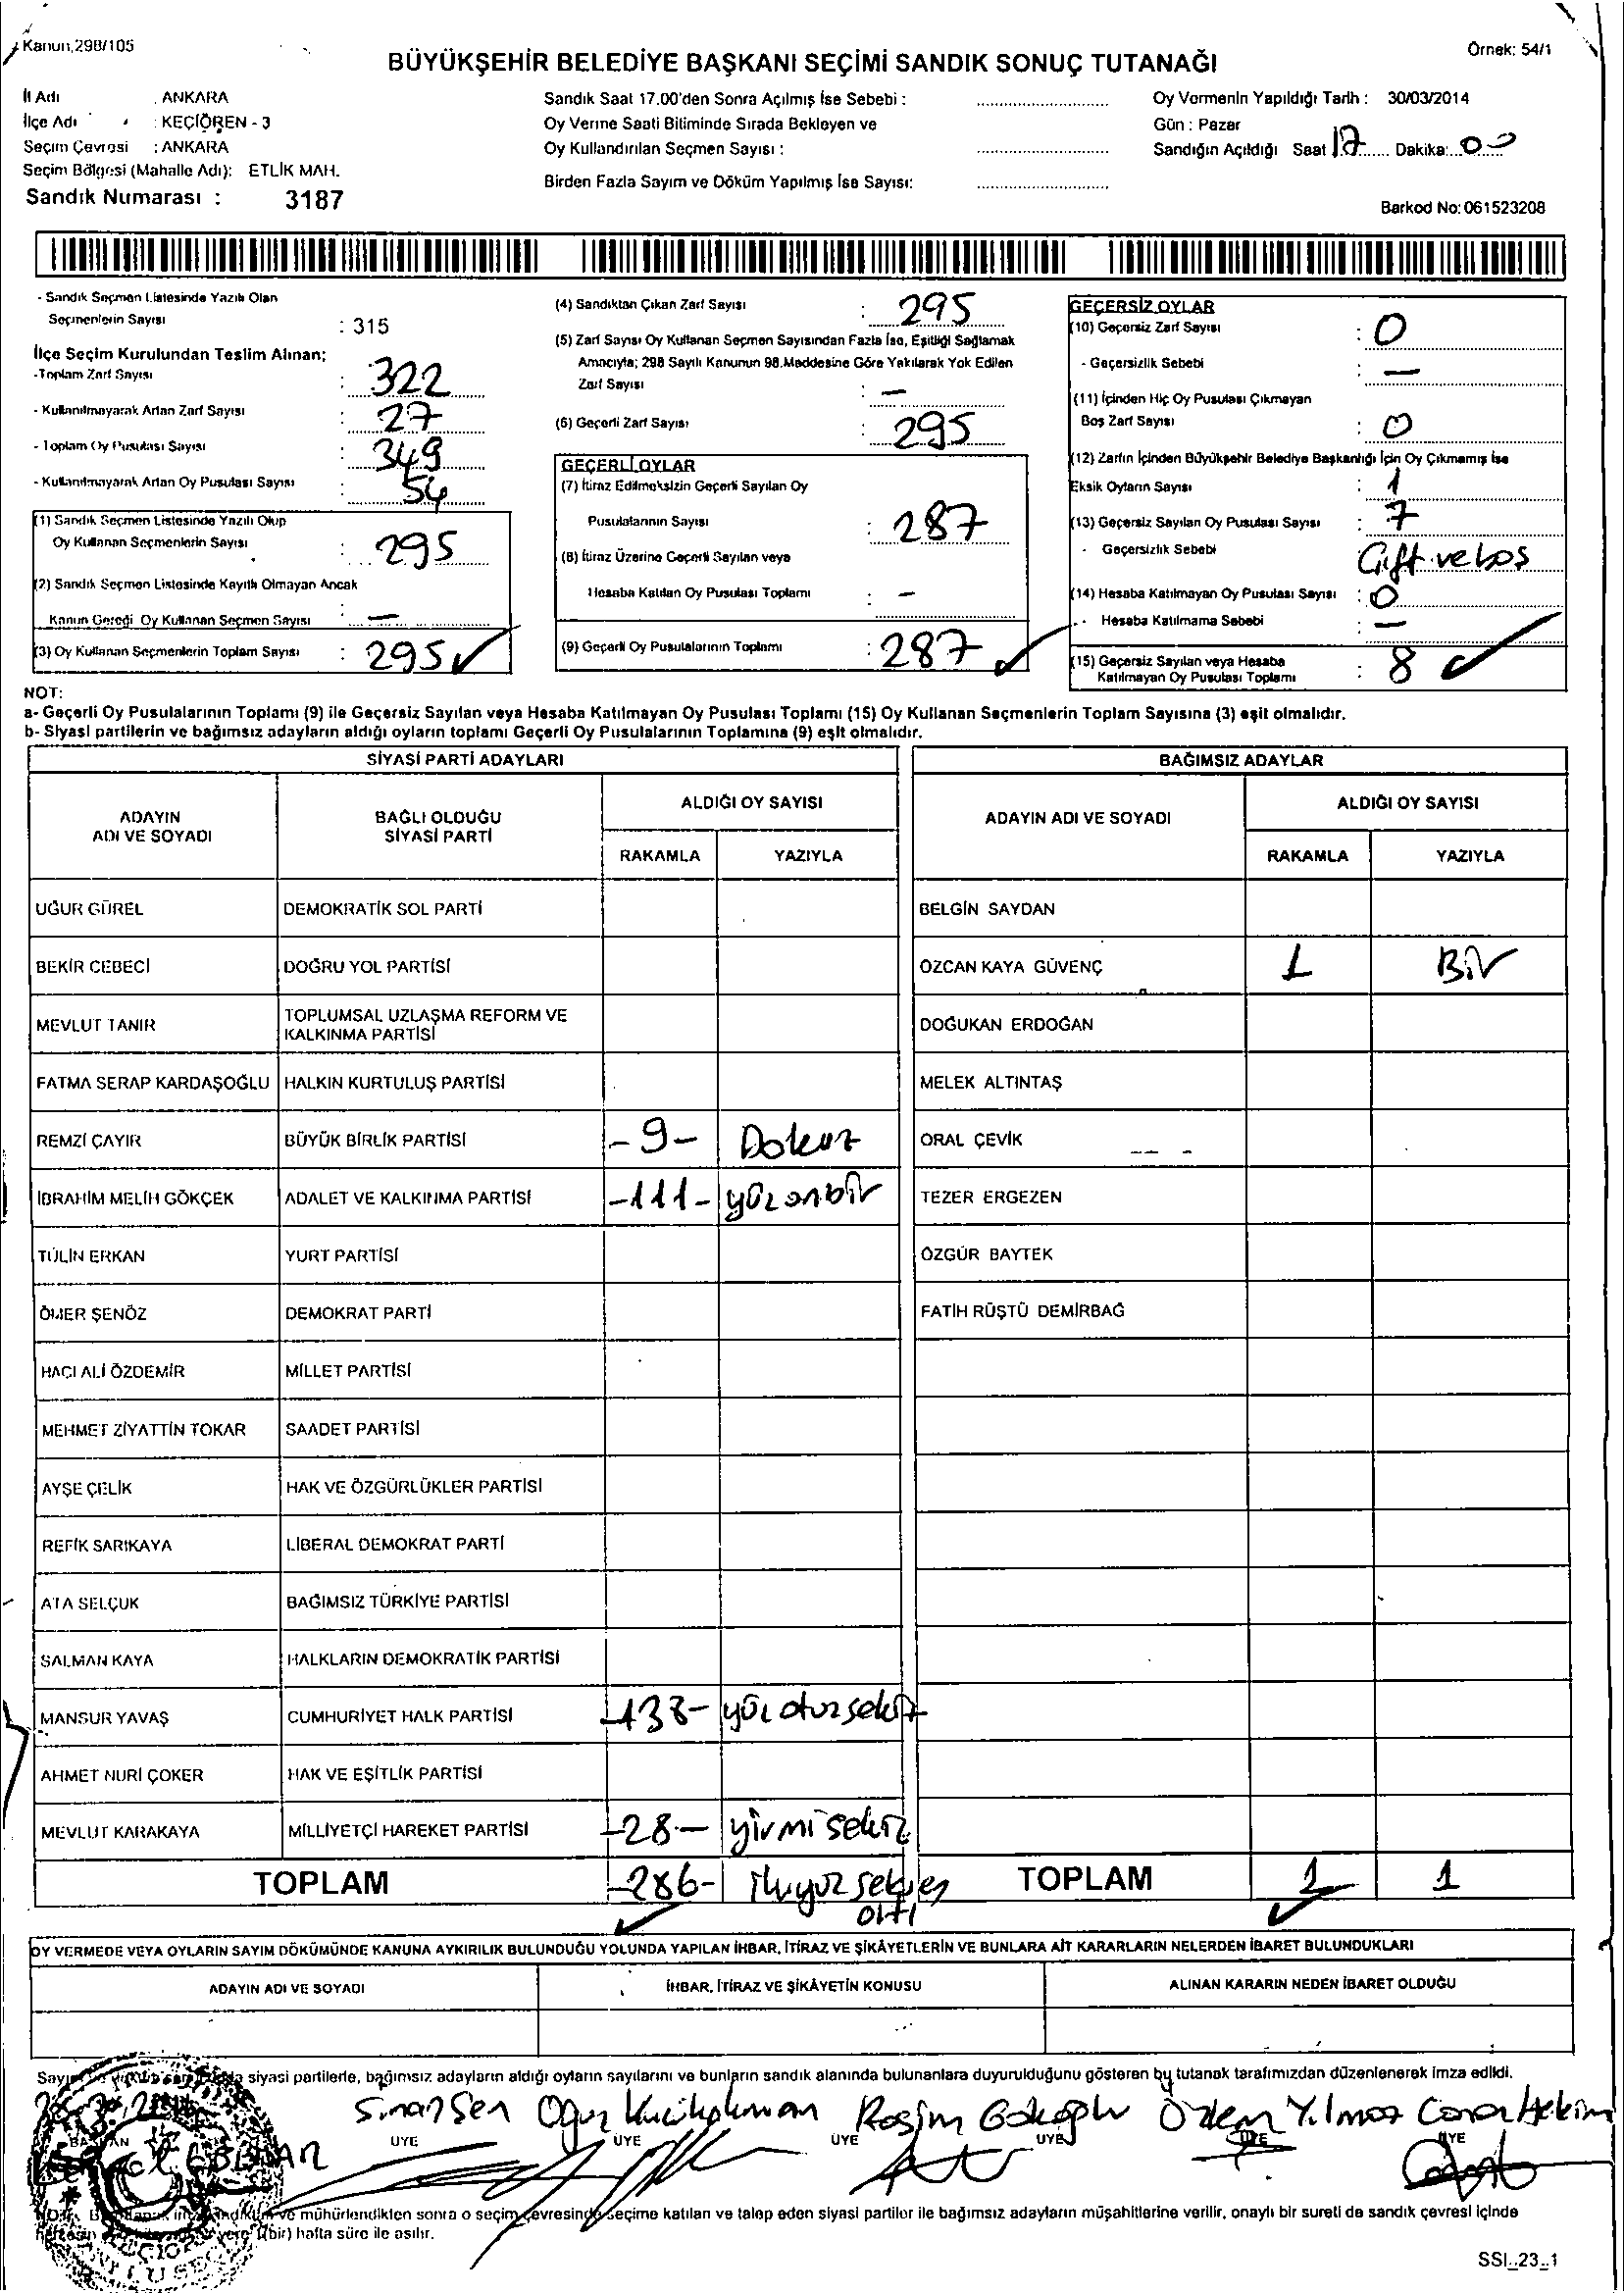 Kanun,298/105
Örnek: 54/1
BÜYÜKŞEHİR BELEDİYE BAŞKANI SEÇİMİ SANDIK SONUÇ TUTANAĞI
İl Adı : ANKARA
İlçe Adı : KEÇİÖREN - 3
Seçim Çevresi : ANKARA
Seçim Bölgesi (Mahalle Adı): ETLİK MAH.
Sandık Numarası : 3187
Sandık Saat 17.00'den Sonra Açılmış İse Sebebi :
Oy Verme Saati Bitiminde Sırada Bekleyen ve
Oy Kullandırılan Seçmen Sayısı :
Birden Fazla Sayım ve Döküm Yapılmış İse Sayısı:
Oy Vermenin Yapıldığı Tarih : 30/03/2014
Gün : Pazar
Sandığın Açıldığı Saat 17 Dakika: 00
Barkod No: 061523208
- Sandık Seçmen Listesinde Yazılı Olan
Seçmenlerin Sayısı : 315
İlçe Seçim Kurulundan Teslim Alınan;
-Toplam Zarf Sayısı : 322
- Kullanılmayarak Artan Zarf Sayısı : 27
- Toplam Oy Pusulası Sayısı : 349
- Kullanılmayarak Artan Oy Pusulası Sayısı : 54
(1) Sandık Seçmen Listesinde Yazılı Olup
Oy Kullanan Seçmenlerin Sayısı : 295
(2) Sandık Seçmen Listesinde Kayıtlı Olmayan Ancak
Kanun Gereği Oy Kullanan Seçmen Sayısı : —
(3) Oy Kullanan Seçmenlerin Toplam Sayısı : 295
(4) Sandıktan Çıkan Zarf Sayısı : 295
(5) Zarf Sayısı Oy Kullanan Seçmen Sayısından Fazla İse, Eşitliği Sağlamak
Amacıyla; 298 Sayılı Kanunun 98.Maddesine Göre Yakılarak Yok Edilen
Zarf Sayısı : —
(6) Geçerli Zarf Sayısı : 295
GEÇERLİ OYLAR
(7) İtiraz Edilmeksizin Geçerli Sayılan Oy
Pusulalarının Sayısı : 287
(8) İtiraz Üzerine Geçerli Sayılan veya
Hesaba Katılan Oy Pusulası Toplamı : —
(9) Geçerli Oy Pusulalarının Toplamı : 287
GEÇERSİZ OYLAR
(10) Geçersiz Zarf Sayısı : 0
- Geçersizlik Sebebi : —
(11) İçinden Hiç Oy Pusulası Çıkmayan
Boş Zarf Sayısı : 0
(12) Zarfın İçinden Büyükşehir Belediye Başkanlığı İçin Oy Çıkmamış İse
Eksik Oyların Sayısı : 1
(13) Geçersiz Sayılan Oy Pusulası Sayısı : 7
- Geçersizlik Sebebi Çift ve boş
(14) Hesaba Katılmayan Oy Pusulası Sayısı : 0
- Hesaba Katılmama Sebebi : —
(15) Geçersiz Sayılan veya Hesaba
Katılmayan Oy Pusulası Toplamı : 8
NOT:
a- Geçerli Oy Pusulalarının Toplamı (9) ile Geçersiz Sayılan veya Hesaba Katılmayan Oy Pusulası Toplamı (15) Oy Kullanan Seçmenlerin Toplam Sayısına (3) eşit olmalıdır.
b- Siyasi partilerin ve bağımsız adayların aldığı oyların toplamı Geçerli Oy Pusulalarının Toplamına (9) eşit olmalıdır.
SİYASİ PARTİ ADAYLARI
ADAYIN
ADI VE SOYADI
BAĞLI OLDUĞU
SİYASİ PARTİ
ALDIĞI OY SAYISI
RAKAMLA YAZIYLA
UĞUR GÜREL DEMOKRATİK SOL PARTİ
BEKİR CEBECİ DOĞRU YOL PARTİSİ
MEVLUT TANIR TOPLUMSAL UZLAŞMA REFORM VE
KALKINMA PARTİSİ
FATMA SERAP KARDAŞOĞLU HALKIN KURTULUŞ PARTİSİ
REMZİ ÇAYIR BÜYÜK BİRLİK PARTİSİ -9- Dokuz
İBRAHİM MELİH GÖKÇEK ADALET VE KALKINMA PARTİSİ -111- yüzonbir
TÜLİN ERKAN YURT PARTİSİ
ÖMER ŞENÖZ DEMOKRAT PARTİ
HACI ALİ ÖZDEMİR MİLLET PARTİSİ
MEHMET ZİYATTİN TOKAR SAADET PARTİSİ
AYŞE ÇELİK HAK VE ÖZGÜRLÜKLER PARTİSİ
REFİK SARIKAYA LİBERAL DEMOKRAT PARTİ
ATA SELÇUK BAĞIMSIZ TÜRKİYE PARTİSİ
SALMAN KAYA HALKLARIN DEMOKRATİK PARTİSİ
MANSUR YAVAŞ CUMHURİYET HALK PARTİSİ -138- yüz otuzsekiz
AHMET NURİ ÇOKER HAK VE EŞİTLİK PARTİSİ
MEVLUT KARAKAYA MİLLİYETÇİ HAREKET PARTİSİ -28- yirmisekiz
TOPLAM -286- ikiyüz seksen
altı
BAĞIMSIZ ADAYLAR
ADAYIN ADI VE SOYADI
ALDIĞI OY SAYISI
RAKAMLA YAZIYLA
BELGİN SAYDAN
ÖZCAN KAYA GÜVENÇ 1 Bir
DOĞUKAN ERDOĞAN
MELEK ALTINTAŞ
ORAL ÇEVİK
TEZER ERGEZEN
ÖZGÜR BAYTEK
FATİH RÜŞTÜ DEMİRBAĞ
TOPLAM 1 1
OY VERMEDE VEYA OYLARIN SAYIM DÖKÜMÜNDE KANUNA AYKIRILIK BULUNDUĞU YOLUNDA YAPILAN İHBAR, İTİRAZ VE ŞİKÂYETLERİN VE BUNLARA AİT KARARLARIN NELERDEN İBARET BULUNDUKLARI
ADAYIN ADI VE SOYADI İHBAR, İTİRAZ VE ŞİKÂYETİN KONUSU ALINAN KARARIN NEDEN İBARET OLDUĞU
siyasi partilerle, bağımsız adayların aldığı oyların sayılarını ve bunların sandık alanında bulunanlara duyurulduğunu gösteren bu tutanak tarafımızdan düzenlenerek imza edildi.
Sinan Şen Oğuz Rasim Gökoğlu Özlem Yılmaz Caner Hekim
BAŞKAN ÜYE ÜYE ÜYE ÜYE ÜYE ÜYE
ve mühürlendikten sonra o seçim çevresinde seçime katılan ve talep eden siyasi partiler ile bağımsız adayların müşahitlerine verilir, onaylı bir sureti de sandık çevresi içinde
yere 1(bir) hafta süre ile asılır.
SSI_23_1